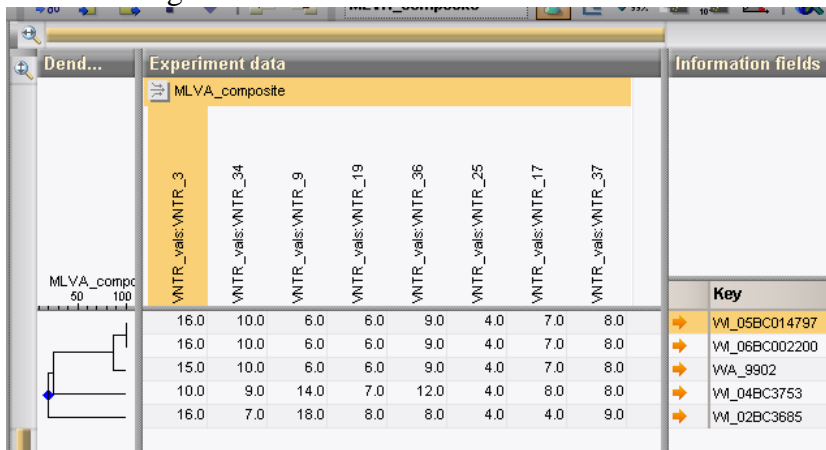 MLVA_composite
Dend...
Experiment data
Information fields
MLVA_composite
VNTR_vals:VNTR_3
VNTR_vals:VNTR_34
VNTR_vals:VNTR_9
VNTR_vals:VNTR_19
VNTR_vals:VNTR_36
VNTR_vals:VNTR_25
VNTR_vals:VNTR_17
VNTR_vals:VNTR_37
MLVA_compo
50 100
Key
16.0 10.0 6.0 6.0 9.0 4.0 7.0 8.0 WI_05BC014797
16.0 10.0 6.0 6.0 9.0 4.0 7.0 8.0 WI_06BC002200
15.0 10.0 6.0 6.0 9.0 4.0 7.0 8.0 WA_9902
10.0 9.0 14.0 7.0 12.0 4.0 8.0 8.0 WI_04BC3753
16.0 7.0 18.0 8.0 8.0 4.0 4.0 9.0 WI_02BC3685